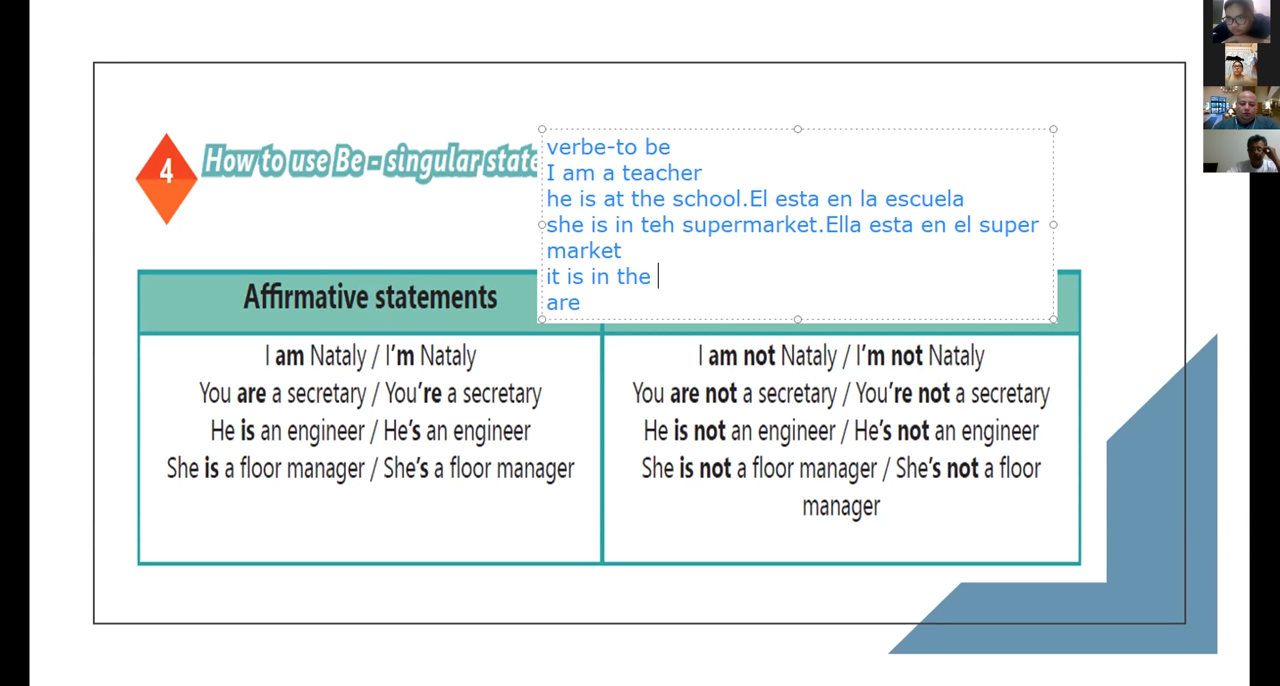 4
How to use Be - singular state
verbe-to be
I am a teacher
he is at the school.El esta en la escuela
she is in teh supermarket.Ella esta en el super
market
it is in the
are
Affirmative statements
I am Nataly / I'm Nataly
You are a secretary / You're a secretary
He is an engineer / He's an engineer
She is a floor manager / She's a floor manager
I am not Nataly / I'm not Nataly
You are not a secretary / You're not a secretary
He is not an engineer / He's not an engineer
She is not a floor manager / She's not a floor
manager